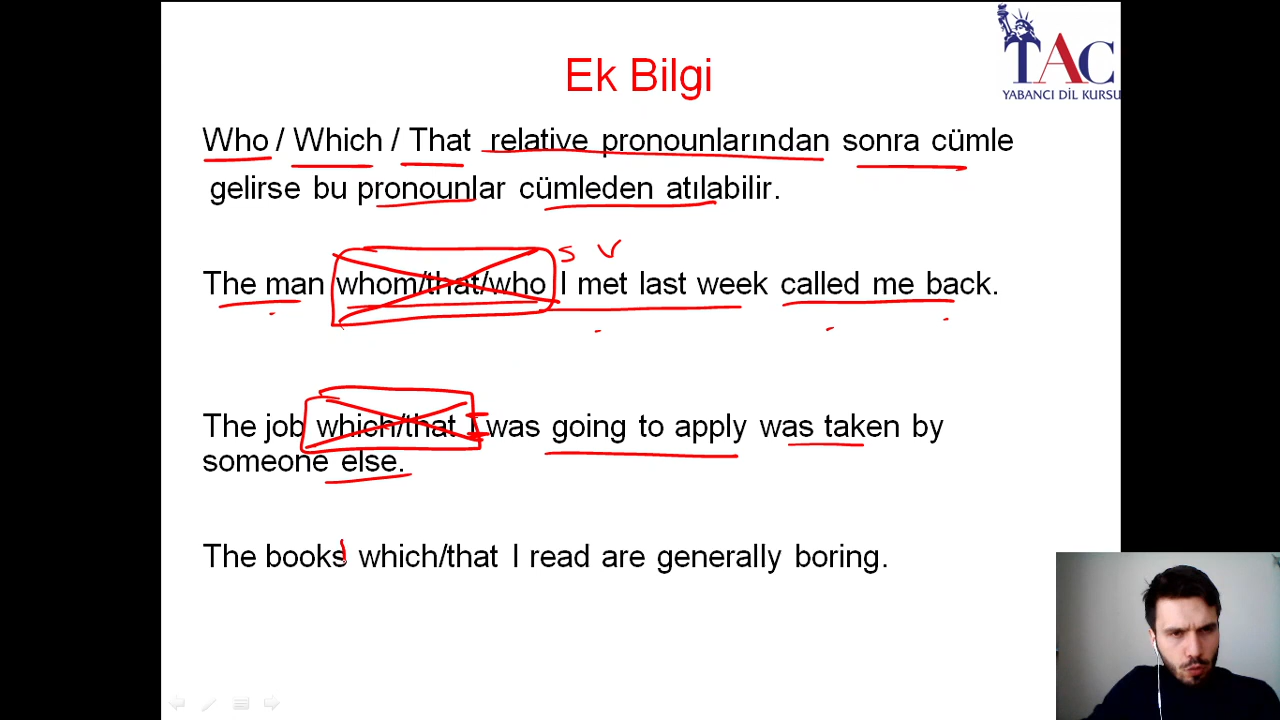 TAC
YABANCI DİL KURSU
Ek Bilgi
Who / Which / That relative pronounlarından sonra cümle
gelirse bu pronounlar cümleden atılabilir.
S V
The man whom/that/who I met last week called me back.
The job which/that I was going to apply was taken by
someone else.
The books which/that I read are generally boring.